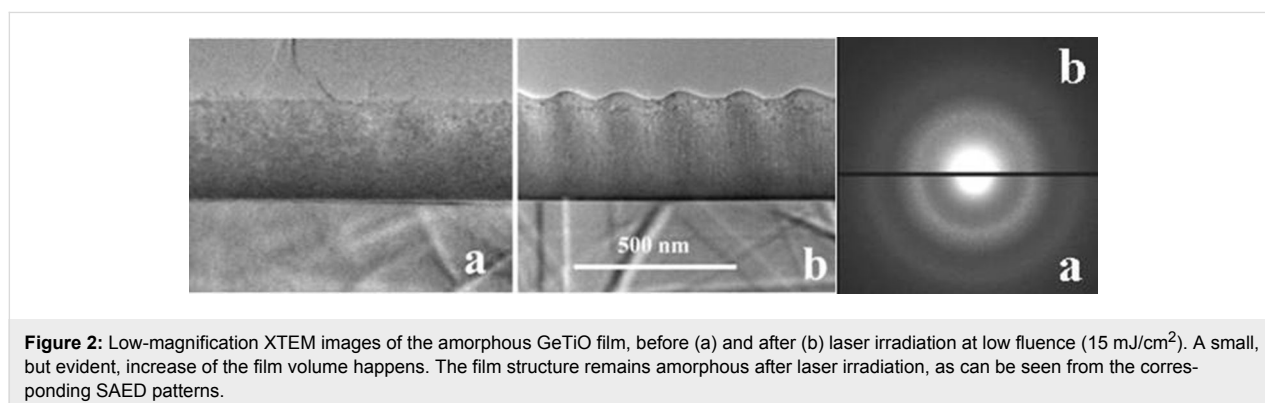 b
500 nm
a
b
a
Figure 2: Low-magnification XTEM images of the amorphous GeTiO film, before (a) and after (b) laser irradiation at low fluence (15 mJ/cm²). A small,
but evident, increase of the film volume happens. The film structure remains amorphous after laser irradiation, as can be seen from the corres-
ponding SAED patterns.